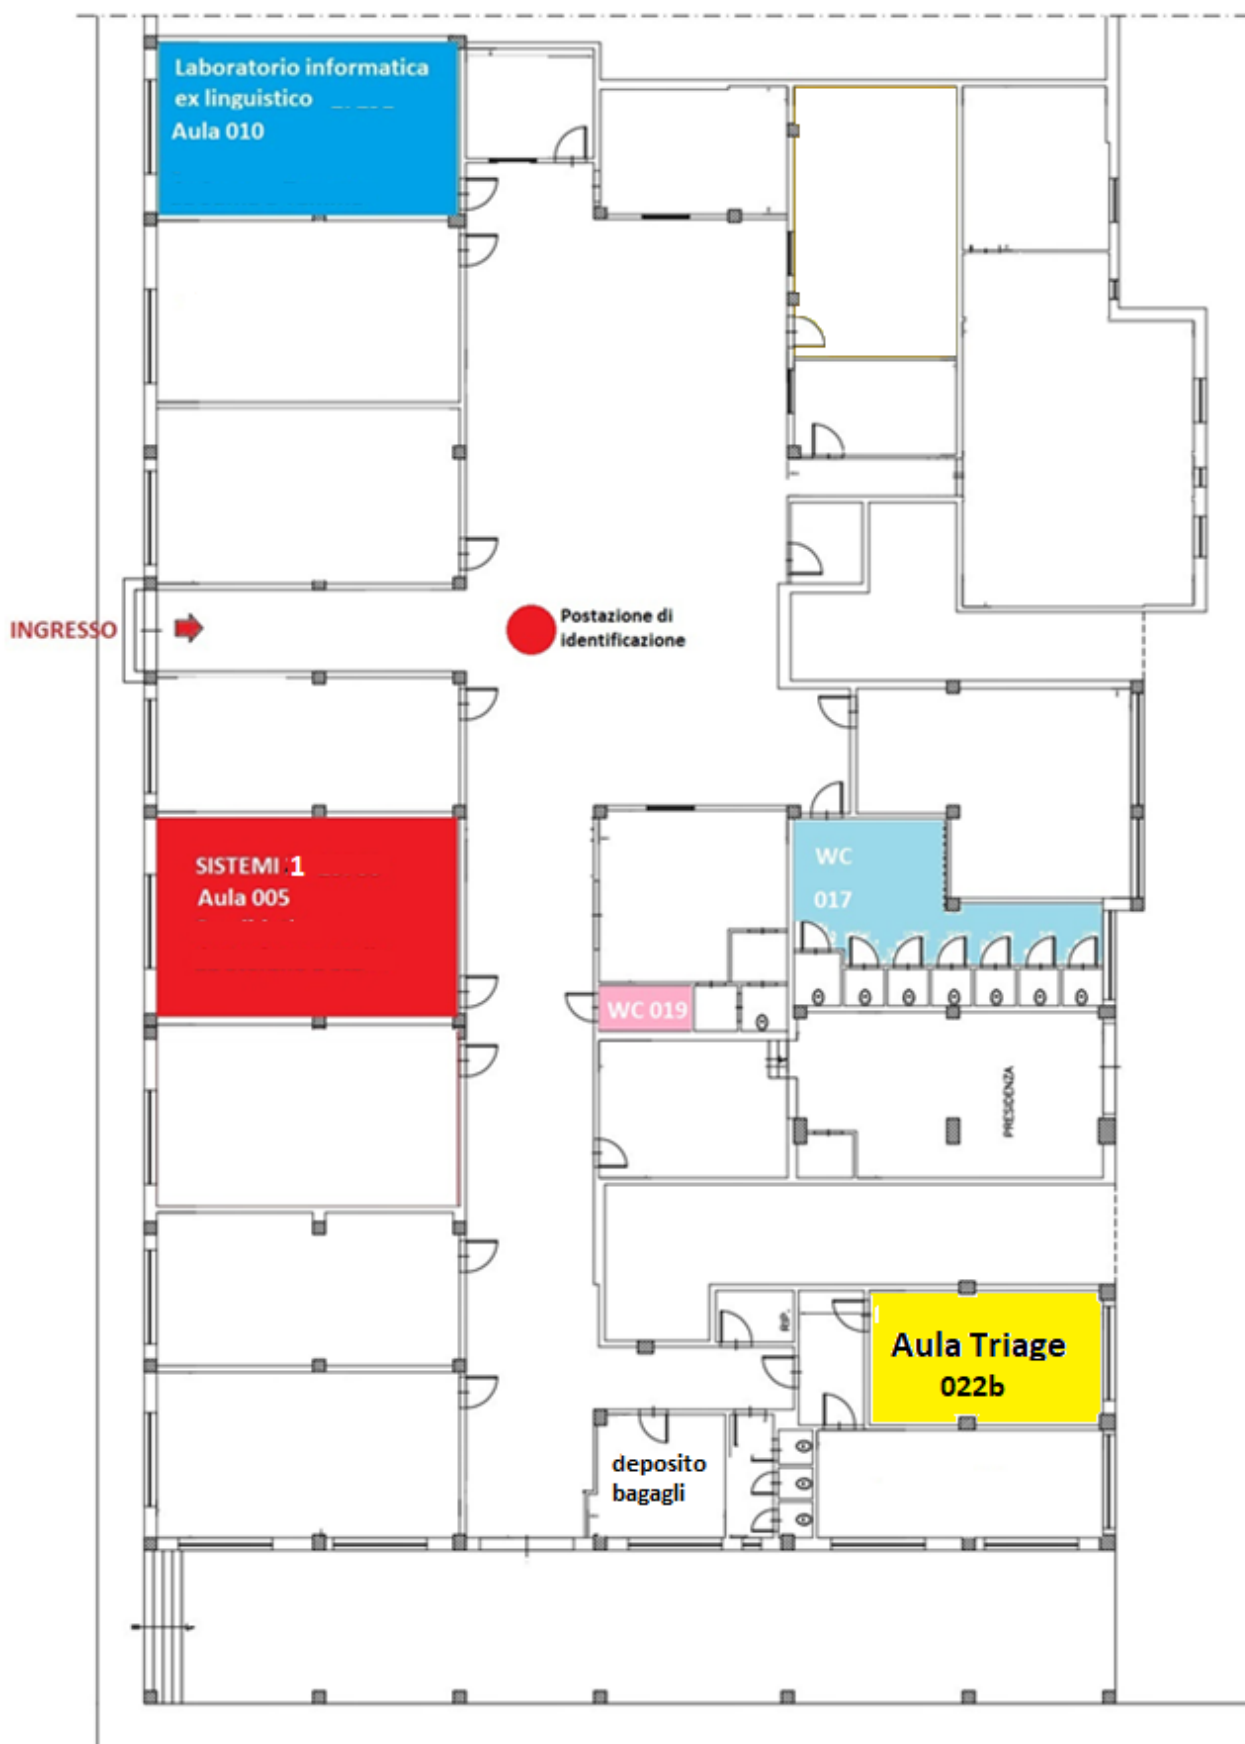 Laboratorio informatica
ex linguistico
Aula 010
INGRESSO
Postazione di
identificazione
SISTEMI 1
Aula 005
WC
017
WC 019
PRESIDENZA
RIP.
Aula Triage
022b
deposito
bagagli